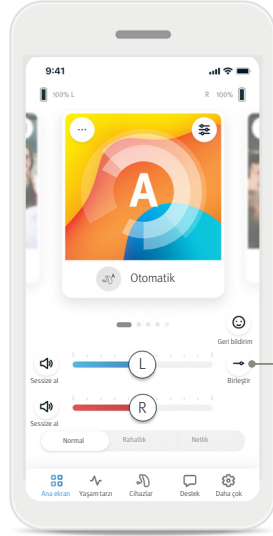 9:41
100% L
R 100%
A
Otomatik
Geri bildirim
L
Sessize al
Birleştir
R
Sessize al
Normal Rahatlık Netlik
Ana ekran Yaşam tarzı Cihazlar Destek Daha çok